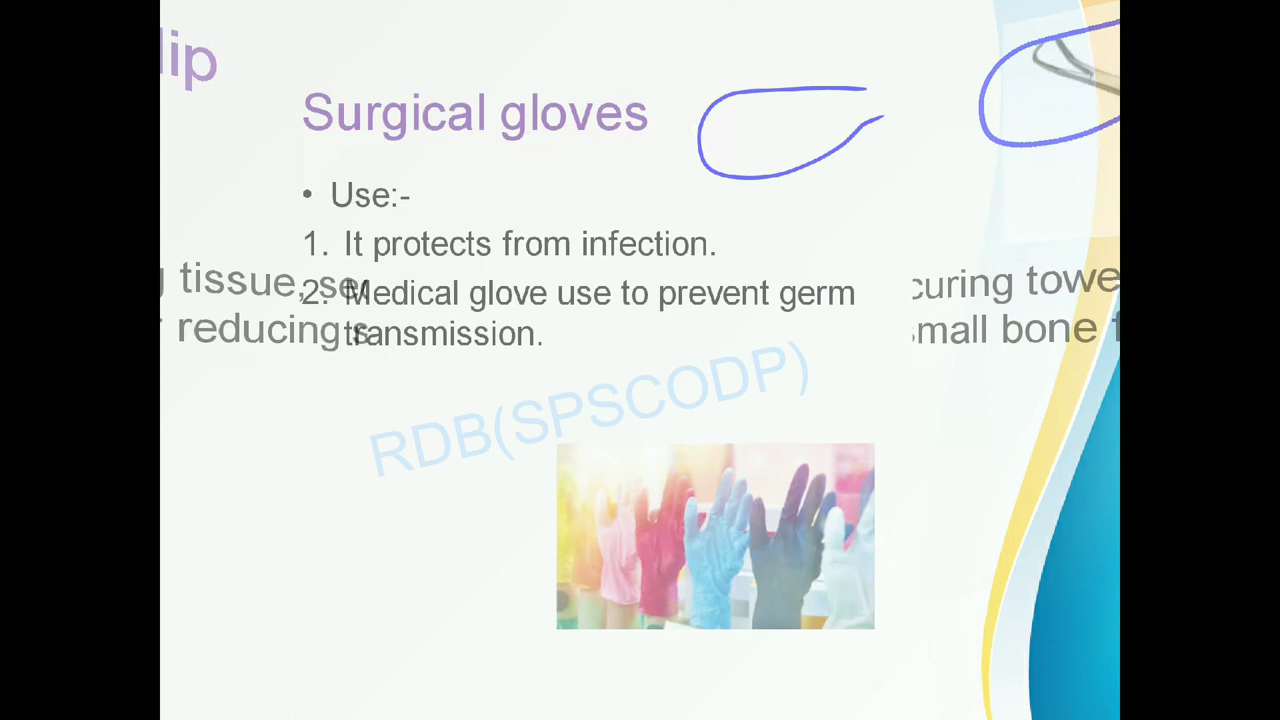 lip
Surgical gloves
• Use:-
1. It protects from infection.
tissue, se
curing towe
2. Medical glove use to prevent germ
reducing s
transmission.
small bone f
RDB(SPSCODP)